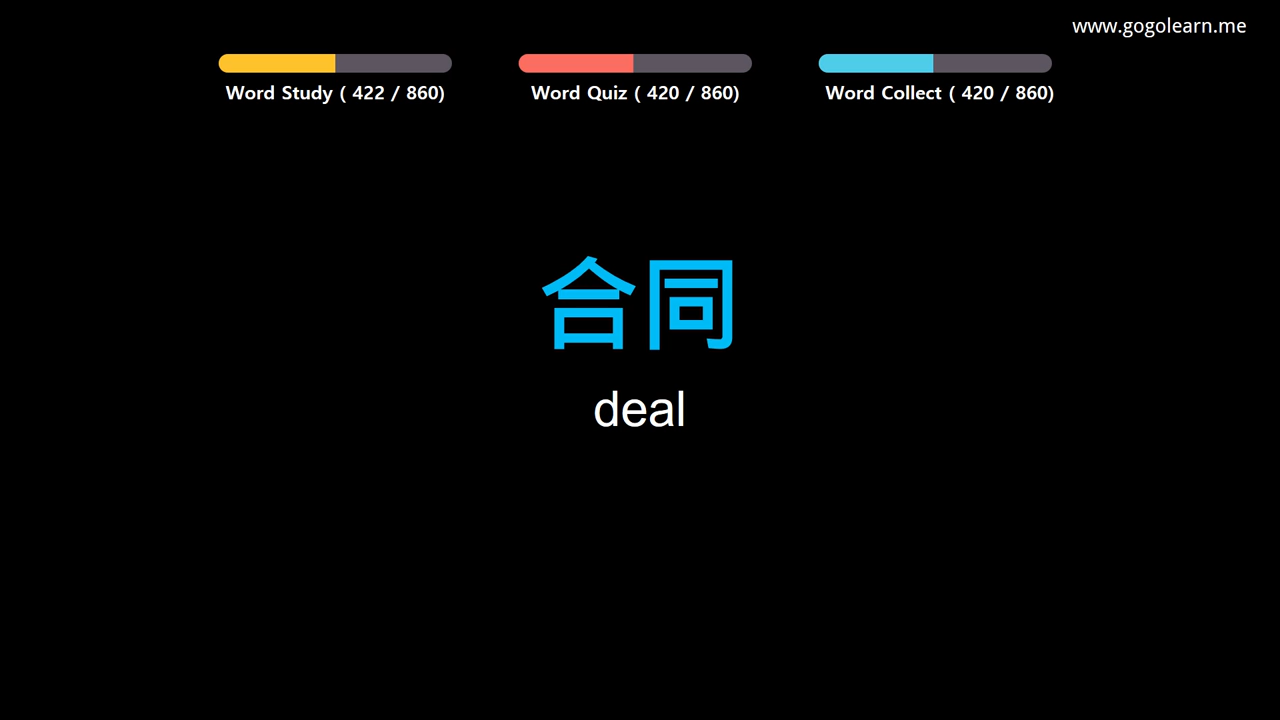 www.gogolearn.me
Word Study ( 422 / 860)
Word Quiz ( 420 / 860)
Word Collect ( 420 / 860)
合同
deal